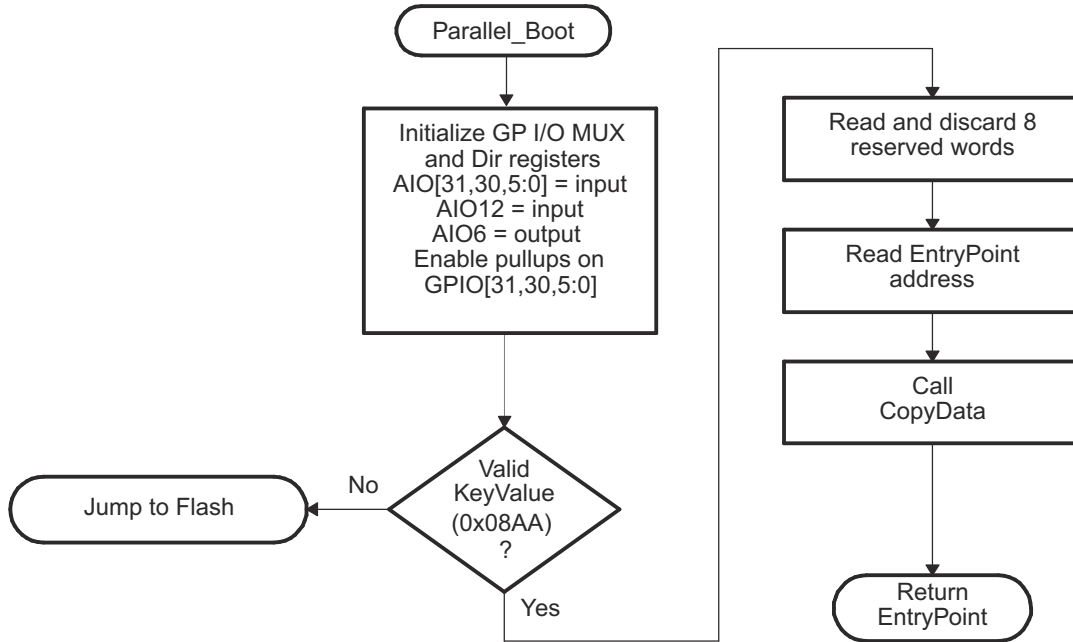 Parallel_Boot
Initialize GP I/O MUX
and Dir registers
AIO[31,30,5:0] = input
AIO12 = input
AIO6 = output
Enable pullups on
GPIO[31,30,5:0]
Valid
KeyValue
(0x08AA)
?
No
Jump to Flash
Yes
Read and discard 8
reserved words
Read EntryPoint
address
Call
CopyData
Return
EntryPoint